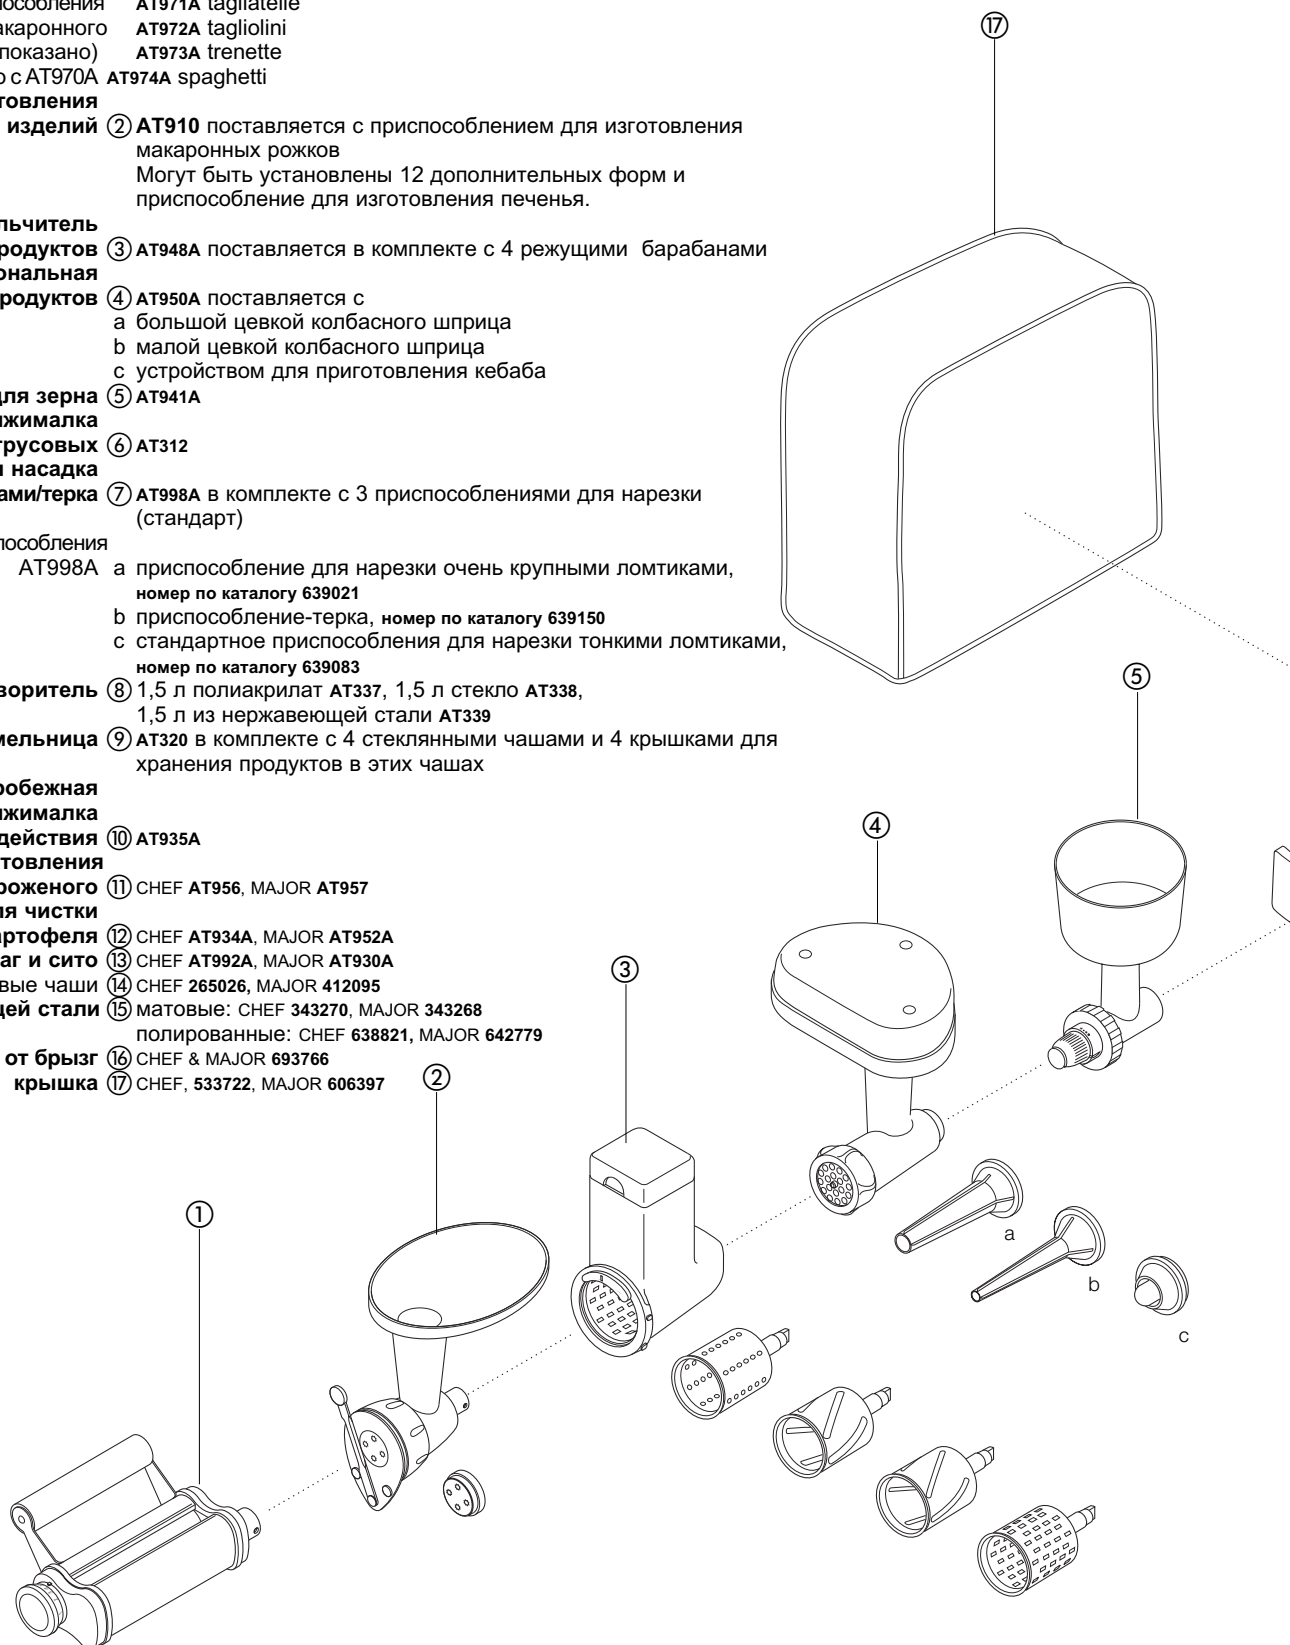 пособления AT971A tagliatelle
акаронного AT972A tagliolini
показано) AT973A trenette
о с AT970A AT974A spaghetti
товления
изделий ② AT910 поставляется с приспособлением для изготовления
макаронных рожков
Могут быть установлены 12 дополнительных форм и
приспособление для изготовления печенья.
льчитель
родуктов ③ AT948A поставляется в комплекте с 4 режущими барабанами
ональная
родуктов ④ AT950A поставляется с
a большой цевкой колбасного шприца
b малой цевкой колбасного шприца
c устройством для приготовления кебаба
для зерна ⑤ AT941A
жималка
трусовых ⑥ AT312
и насадка
ами/терка ⑦ AT998A в комплекте с 3 приспособлениями для нарезки
(стандарт)
пособления
AT998A a приспособление для нарезки очень крупными ломтиками,
номер по каталогу 639021
b приспособление-терка, номер по каталогу 639150
c стандартное приспособления для нарезки тонкими ломтиками,
номер по каталогу 639083
воритель ⑧ 1,5 л полиакрилат AT337, 1,5 л стекло AT338,
1,5 л из нержавеющей стали AT339
мельница ⑨ AT320 в комплекте с 4 стеклянными чашами и 4 крышками для
хранения продуктов в этих чашах
робежная
жималка
действия ⑩ AT935A
товления
роженого ⑪ CHEF AT956, MAJOR AT957
ля чистки
артофеля ⑫ CHEF AT934A, MAJOR AT952A
аг и сито ⑬ CHEF AT992A, MAJOR AT930A
вые чаши ⑭ CHEF 265026, MAJOR 412095
щей стали ⑮ матовые: CHEF 343270, MAJOR 343268
полированные: CHEF 638821, MAJOR 642779
от брызг ⑯ CHEF & MAJOR 693766
крышка ⑰ CHEF, 533722, MAJOR 606397
⑰
⑤
④
③
②
①
a
b
c